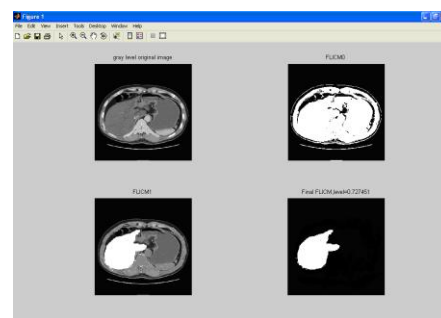 Figure 1
File Edit View Insert Tools Desktop Window Help
gray level original image
FLICM0
FLICM1
Final FLICM,level=0.727451